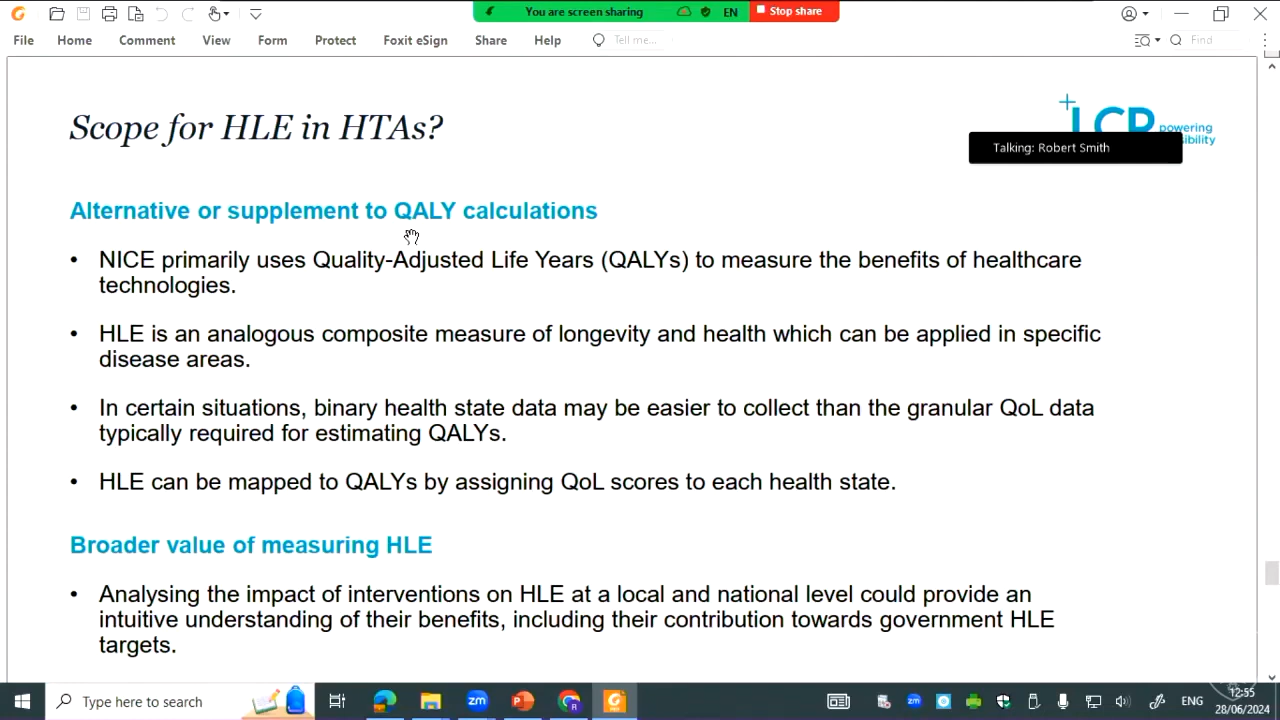 You are screen sharing
EN
Stop share
File Home Comment View Form Protect Foxit eSign Share Help Tell me... Find
Scope for HLE in HTAs?
LCP powering
Talking: Robert Smith
Alternative or supplement to QALY calculations
• NICE primarily uses Quality-Adjusted Life Years (QALYs) to measure the benefits of healthcare
technologies.
• HLE is an analogous composite measure of longevity and health which can be applied in specific
disease areas.
• In certain situations, binary health state data may be easier to collect than the granular QoL data
typically required for estimating QALYs.
• HLE can be mapped to QALYs by assigning QoL scores to each health state.
Broader value of measuring HLE
• Analysing the impact of interventions on HLE at a local and national level could provide an
intuitive understanding of their benefits, including their contribution towards government HLE
targets.
Type here to search
zm
zm
ENG
12:55
28/06/2024